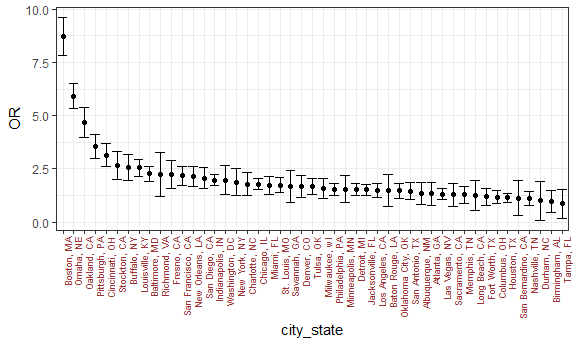 10.0
7.5
5.0
2.5
0.0
OR
Boston, MA
Omaha, NE
Oakland, CA
Pittsburgh, PA
Cincinnati, OH
Stockton, CA
Buffalo, NY
Louisville, KY
Baltimore, MD
Richmond, VA
Fresno, CA
San Francisco, CA
New Orleans, LA
San Diego, CA
Indianapolis, IN
Washington, DC
New York, NY
Charlotte, NC
Chicago, IL
Miami, FL
St. Louis, MO
Savannah, GA
Denver, CO
Tulsa, OK
Milwaukee, wI
Philadelphia, PA
Minneapolis, MN
Detroit, MI
Jacksonville, FL
Los Angeles, CA
Baton Rouge, LA
Oklahoma City, OK
San Antonio, TX
Albuquerque, NM
Atlanta, GA
Las Vegas, NV
Sacramento, CA
Memphis, TN
Long Beach, CA
Fort Worth, TX
Columbus, OH
Houston, TX
San Bernardino, CA
Nashville, TN
Durham, NC
Birmingham, AL
Tampa, FL
city_state